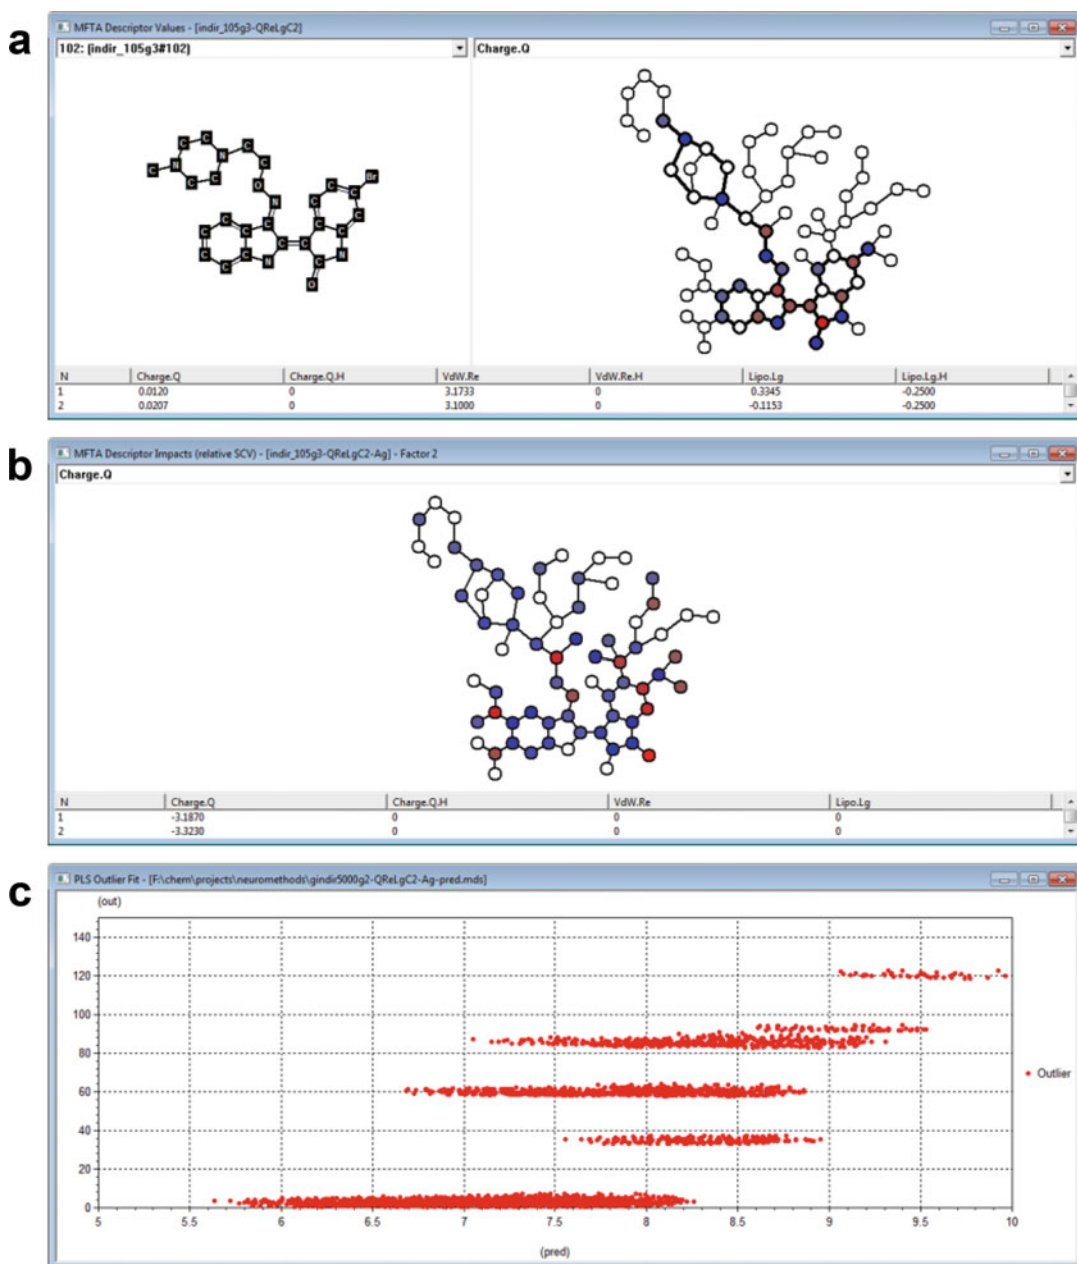 a
MFTA Descriptor Values - [indir_105g3-QReLgC2]
102: (indir_105g3#102)
Charge.Q
C C C N C N C C C O N Br C C C C C C C C C C C C C C C N C N O
N Charge.Q Charge.Q.H VdW.Re VdW.Re.H Lipo.Lg Lipo.Lg.H
1 0.0120 0 3.1733 0 0.3345 -0.2500
2 0.0207 0 3.1000 0 -0.1153 -0.2500
b
MFTA Descriptor Impacts (relative SCV) - [indir_105g3-QReLgC2-Ag] - Factor 2
Charge.Q
N Charge.Q Charge.Q.H VdW.Re Lipo.Lg
1 -3.1870 0 0 0
2 -3.3230 0 0 0
c
PLS Outlier Fit - [F:\chem\projects\neuromethods\gindir5000g2-QReLgC2-Ag-pred.mds]
(out)
140
120
100
80
60
40
20
0
Outlier
5 5.5 6 6.5 7 7.5 8 8.5 9 9.5 10
(pred)